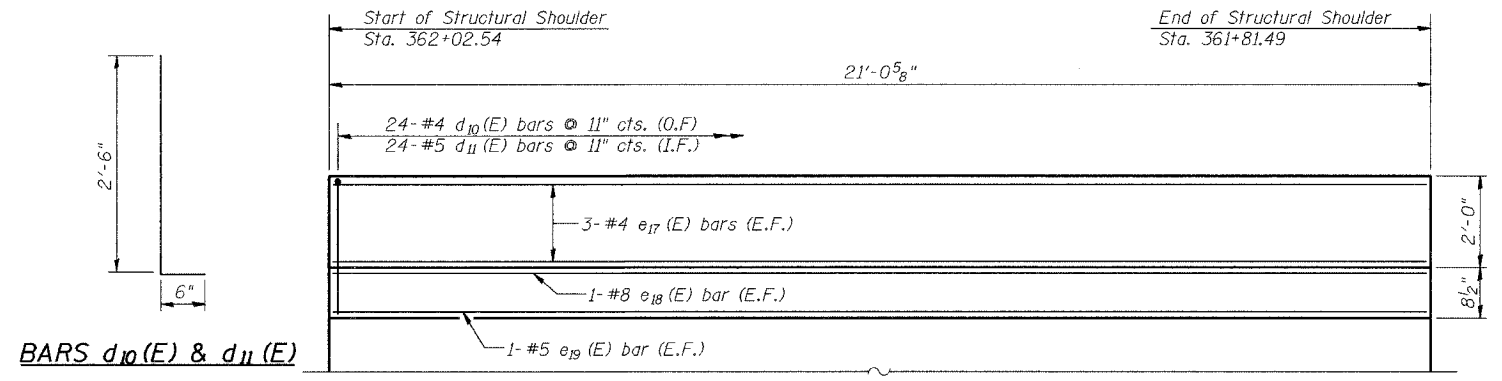 Start of Structural Shoulder
Sta. 362+02.54
End of Structural Shoulder
Sta. 361+81.49
21'-0 5/8"
24-#4 d10(E) bars @ 11" cts. (O.F)
24-#5 d11(E) bars @ 11" cts. (I.F.)
2'-6"
6"
3-#4 e17(E) bars (E.F.)
2'-0"
1-#8 e18(E) bar (E.F.)
8½"
1-#5 e19(E) bar (E.F.)
BARS d10(E) & d11(E)